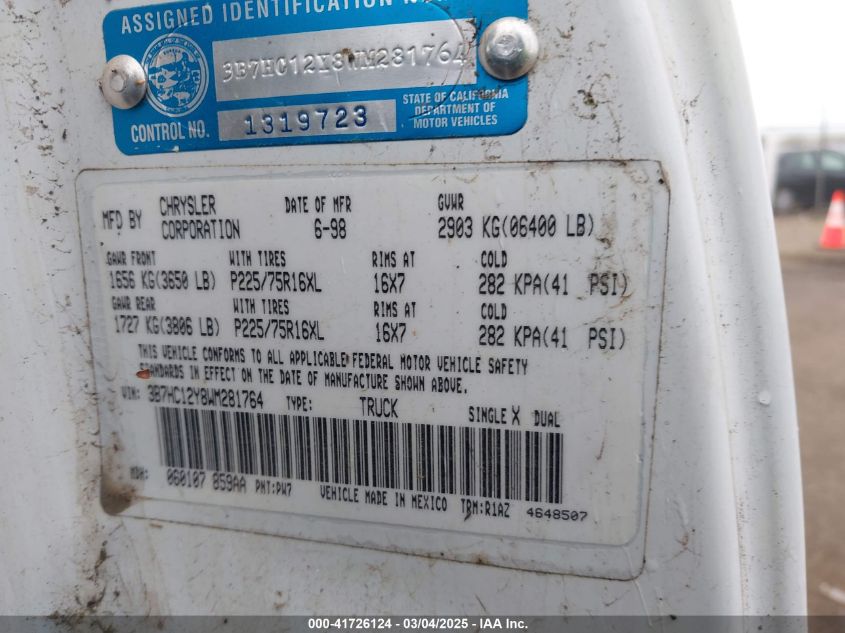 ASSIGNED IDENTIFICATION
3B7HC12Y8WM281764
STATE OF CALIFORNIA
DEPARTMENT OF
MOTOR VEHICLES
CONTROL NO. 1319723
MFD BY CHRYSLER CORPORATION DATE OF MFR 6-98 GVWR 2903 KG(06400 LB)
GAWR FRONT WITH TIRES RIMS AT COLD
1656 KG(3650 LB) P225/75R16XL 16X7 282 KPA(41 PSI)
GAWR REAR WITH TIRES RIMS AT COLD
1727 KG(3806 LB) P225/75R16XL 16X7 282 KPA(41 PSI)
THIS VEHICLE CONFORMS TO ALL APPLICABLE FEDERAL MOTOR VEHICLE SAFETY
STANDARDS IN EFFECT ON THE DATE OF MANUFACTURE SHOWN ABOVE.
VIN: 3B7HC12Y8WM281764 TYPE: TRUCK SINGLE X DUAL
MDH: 060107 859AA PNT:PW7 VEHICLE MADE IN MEXICO TRM:R1AZ 4648507
000-41726124 - 03/04/2025 - IAA, Inc.